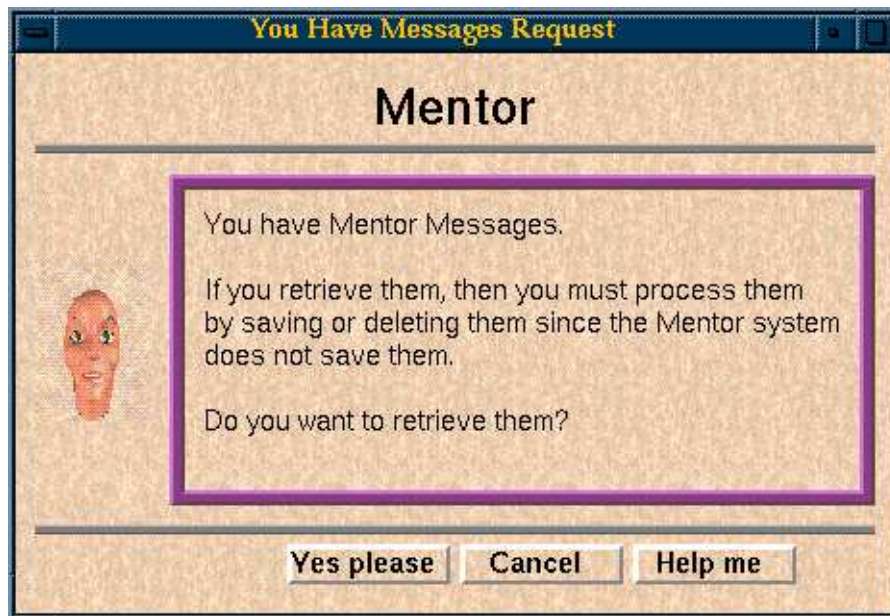 You Have Messages Request
Mentor
You have Mentor Messages.
If you retrieve them, then you must process them
by saving or deleting them since the Mentor system
does not save them.
Do you want to retrieve them?
Yes please Cancel Help me